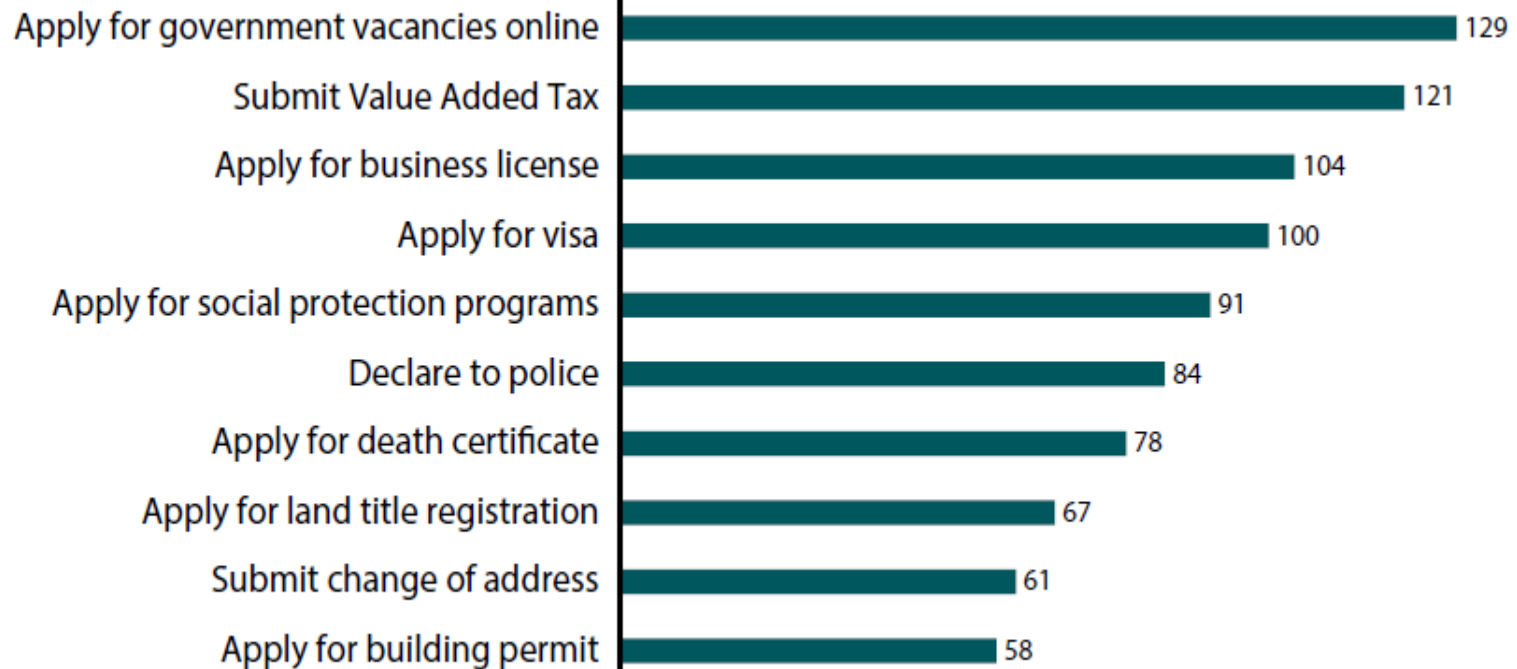 Apply for government vacancies online 129
Submit Value Added Tax 121
Apply for business license 104
Apply for visa 100
Apply for social protection programs 91
Declare to police 84
Apply for death certificate 78
Apply for land title registration 67
Submit change of address 61
Apply for building permit 58